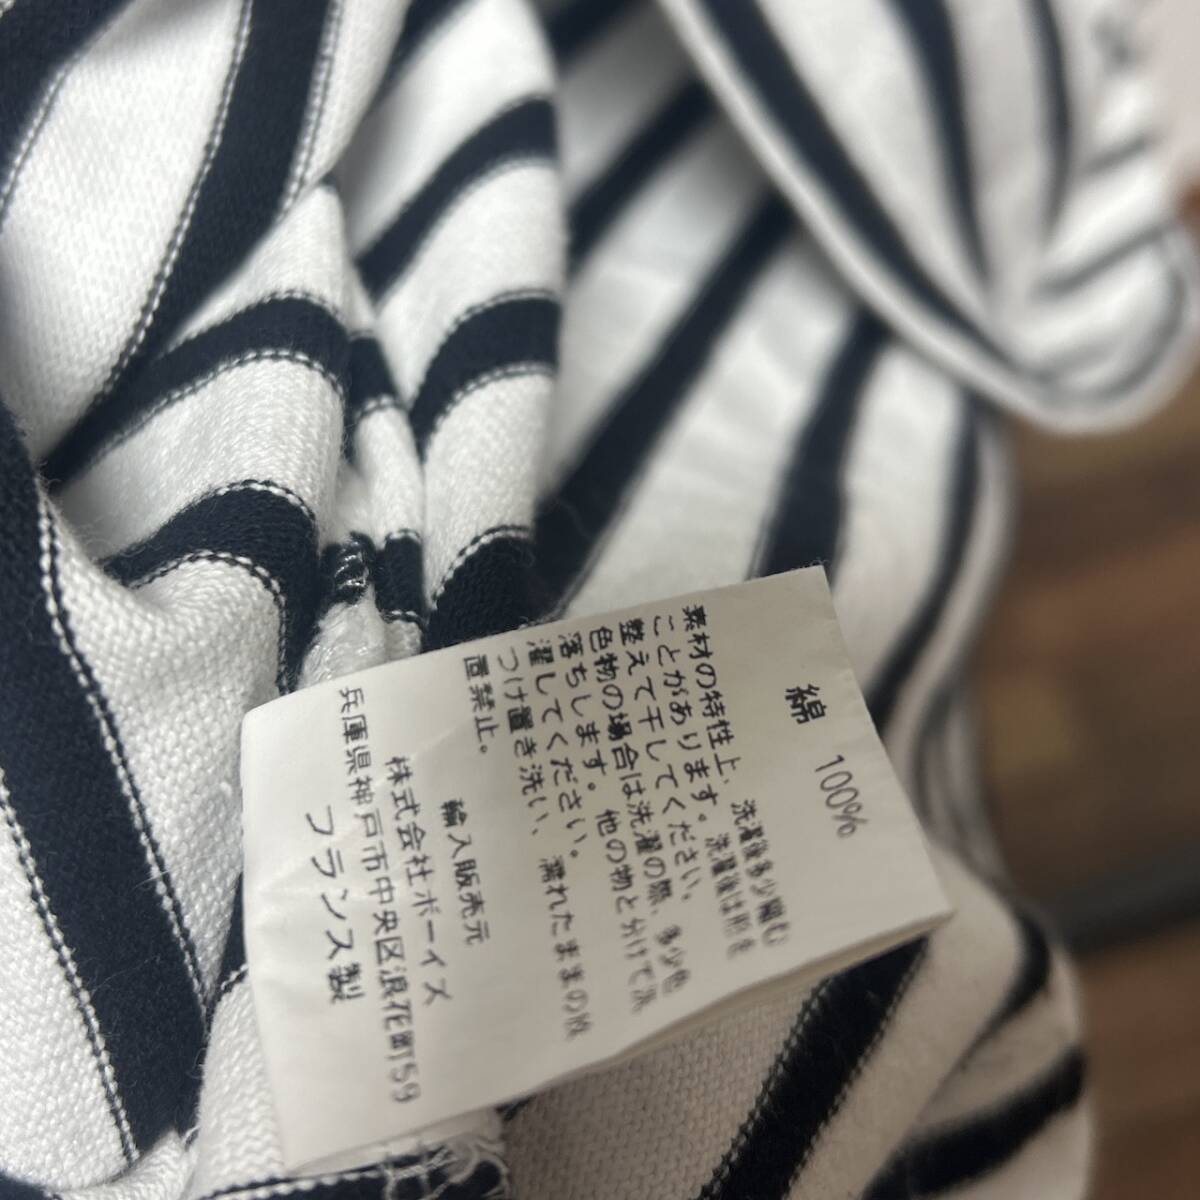 綿 100%
素材の特性上、洗濯後多少縮む
ことがあります。洗濯後は形を
整えて干してください。
色物の場合は洗濯の際、多少色
落ちします。他の物と分けて洗
濯してください。
つけ置き洗い、濡れたままの放
置禁止。
輸入販売元
株式会社ボーイズ
兵庫県神戸市中央区浪花町59
フランス製